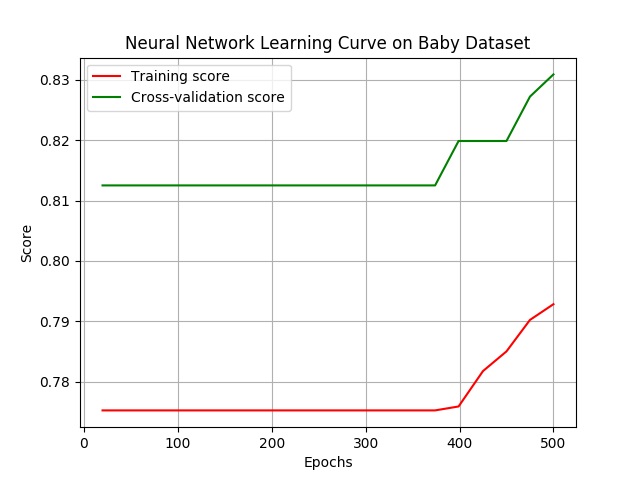 Neural Network Learning Curve on Baby Dataset
Training score
Cross-validation score
0.83
0.82
0.81
0.80
0.79
0.78
Score
0 100 200 300 400 500
Epochs